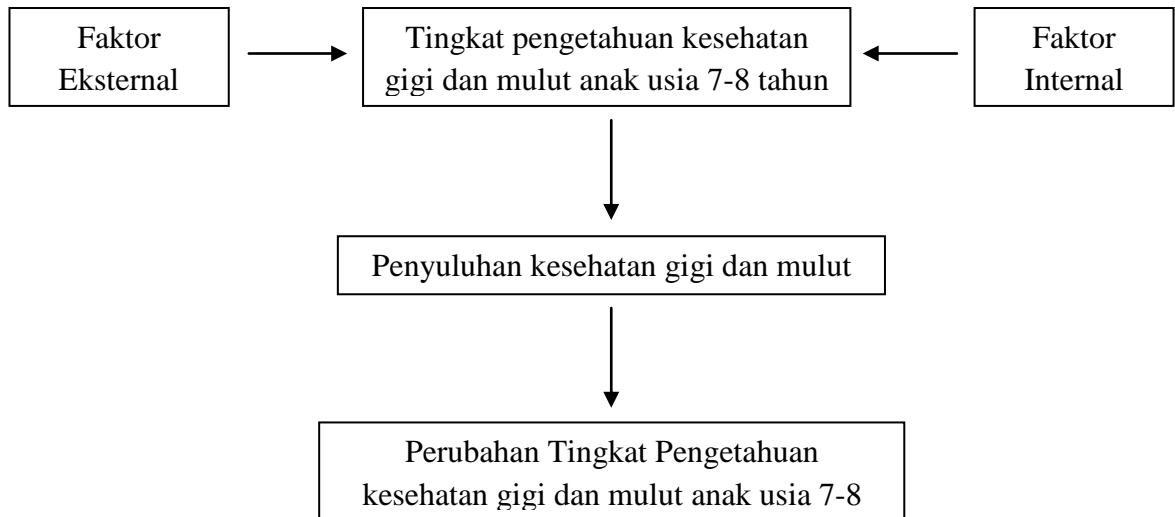 Faktor
Eksternal
Tingkat pengetahuan kesehatan
gigi dan mulut anak usia 7-8 tahun
Faktor
Internal
Penyuluhan kesehatan gigi dan mulut
Perubahan Tingkat Pengetahuan
kesehatan gigi dan mulut anak usia 7-8